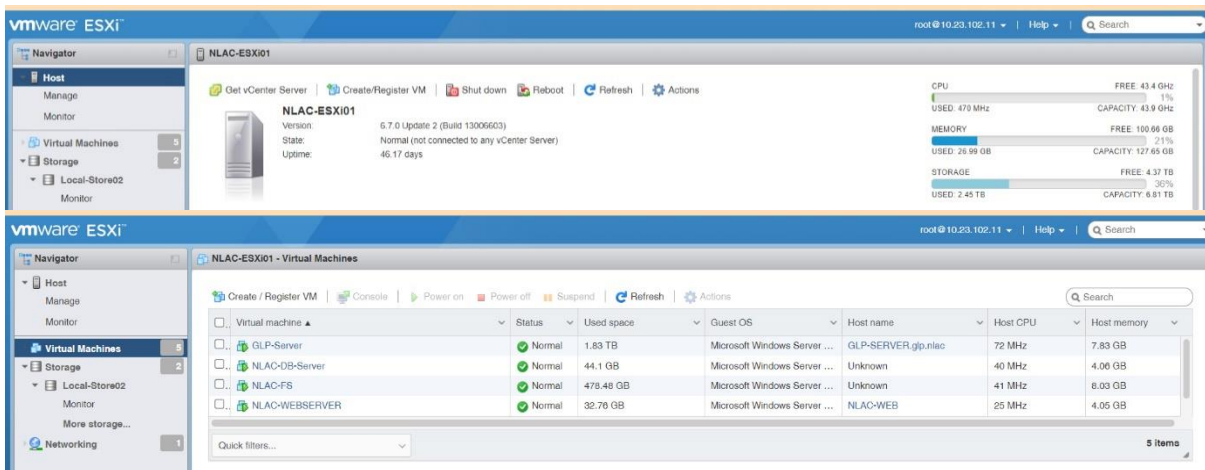 vmware ESXi™
root@10.23.102.11 | Help | Search
Navigator
NLAC-ESXi01
Host
Manage
Monitor
Virtual Machines 5
Storage 2
Local-Store02
Monitor
Get vCenter Server | Create/Register VM | Shut down | Reboot | Refresh | Actions
NLAC-ESXi01
Version: 6.7.0 Update 2 (Build 13006603)
State: Normal (not connected to any vCenter Server)
Uptime: 46.17 days
CPU FREE: 43.4 GHz
1%
USED: 470 MHz CAPACITY: 43.9 GHz
MEMORY FREE: 100.66 GB
21%
USED: 26.99 GB CAPACITY: 127.65 GB
STORAGE FREE: 4.37 TB
36%
USED: 2.45 TB CAPACITY: 6.81 TB
vmware ESXi™
root@10.23.102.11 | Help | Search
Navigator
NLAC-ESXi01 - Virtual Machines
Host
Manage
Monitor
Virtual Machines 5
Storage 2
Local-Store02
Monitor
More storage...
Networking 1
Create / Register VM | Console | Power on Power off Suspend | Refresh | Actions
Search
Virtual machine Status Used space Guest OS Host name Host CPU Host memory
GLP-Server Normal 1.83 TB Microsoft Windows Server ... GLP-SERVER.glp.nlac 72 MHz 7.83 GB
NLAC-DB-Server Normal 44.1 GB Microsoft Windows Server ... Unknown 40 MHz 4.06 GB
NLAC-FS Normal 478.48 GB Microsoft Windows Server ... Unknown 41 MHz 8.03 GB
NLAC-WEBSERVER Normal 32.76 GB Microsoft Windows Server ... NLAC-WEB 25 MHz 4.05 GB
Quick filters... 5 items